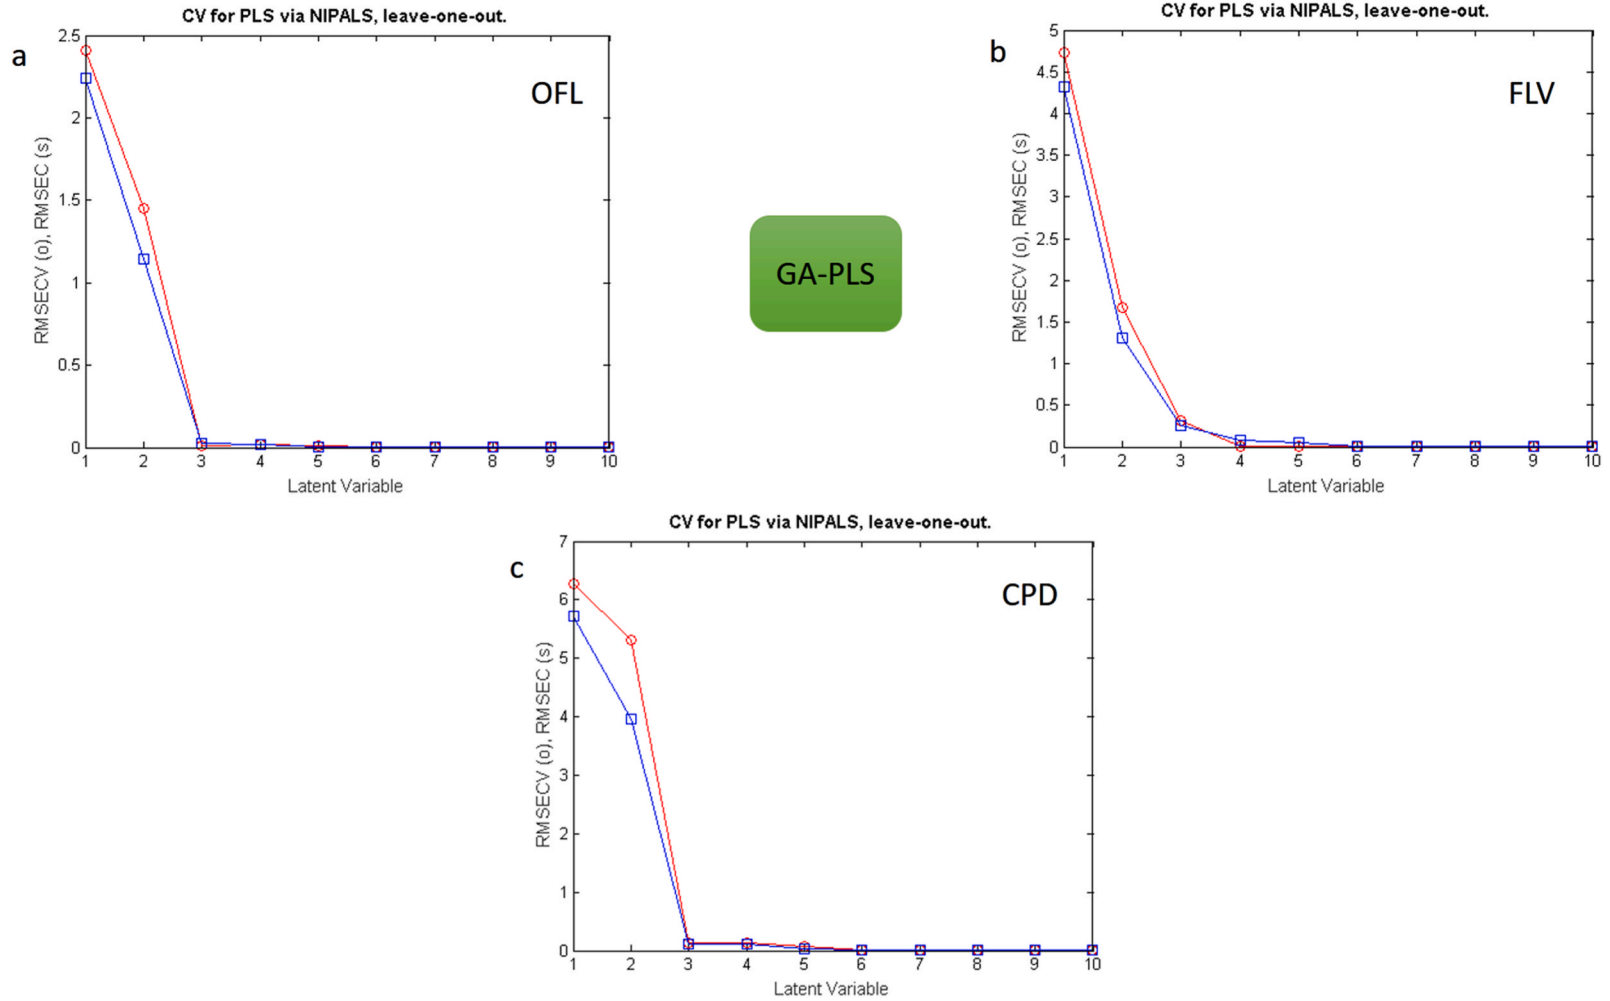 CV for PLS via NIPALS, leave-one-out.
a
OFL
RMSECV (o), RMSEC (s)
2.5
2
1.5
1
0.5
0
1 2 3 4 5 6 7 8 9 10
Latent Variable
GA-PLS
CV for PLS via NIPALS, leave-one-out.
b
FLV
RMSECV (o), RMSEC (s)
5
4.5
4
3.5
3
2.5
2
1.5
1
0.5
0
1 2 3 4 5 6 7 8 9 10
Latent Variable
CV for PLS via NIPALS, leave-one-out.
c
CPD
RMSECV (o), RMSEC (s)
7
6
5
4
3
2
1
0
1 2 3 4 5 6 7 8 9 10
Latent Variable